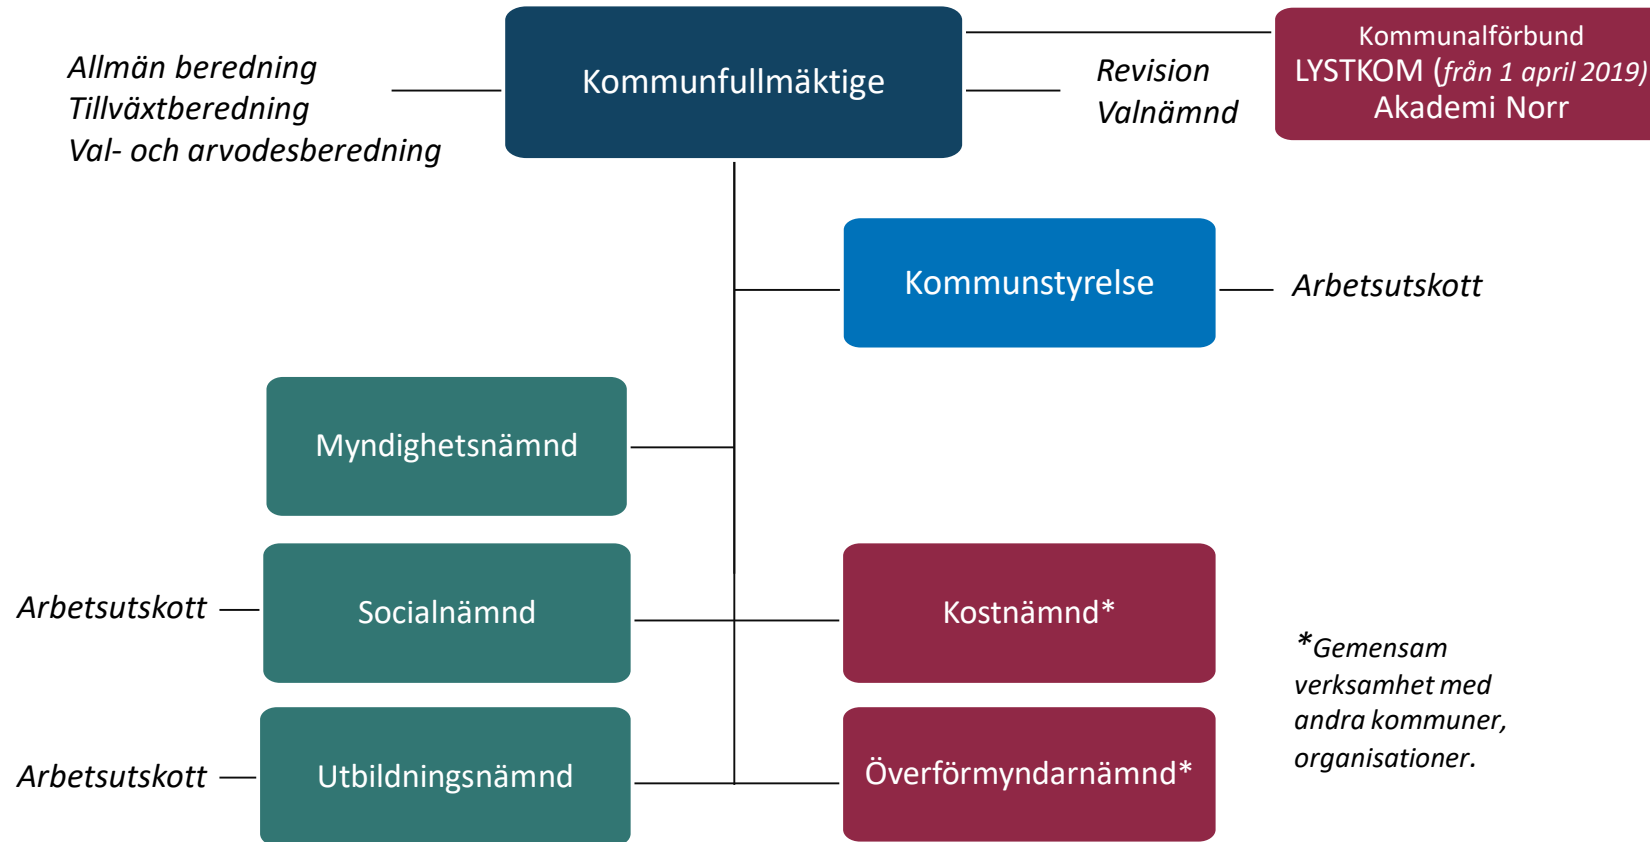 Allmän beredning
Tillväxtberedning
Val- och arvodesberedning
Kommunfullmäktige
Revision
Valnämnd
Kommunalförbund
LYSTKOM (från 1 april 2019)
Akademi Norr
Kommunstyrelse
Arbetsutskott
Myndighetsnämnd
Arbetsutskott
Socialnämnd
Kostnämnd*
*Gemensam
verksamhet med
andra kommuner,
organisationer.
Arbetsutskott
Utbildningsnämnd
Överförmyndarnämnd*